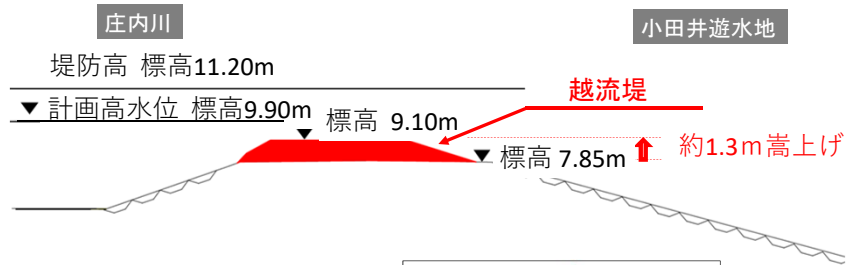 庄内川
小田井遊水地
堤防高 標高11.20m
越流堤
▼ 計画高水位 標高9.90m
標高 9.10m
約1.3m嵩上げ
▼ 標高 7.85m